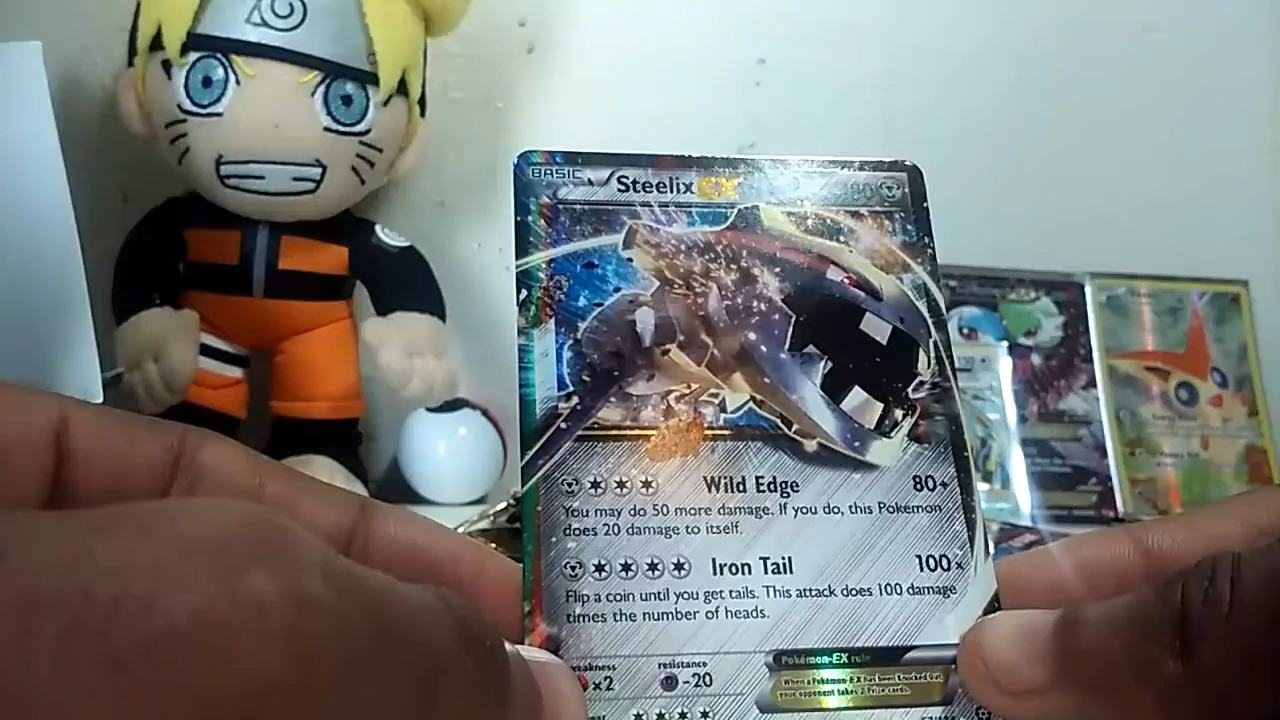 BASIC
Steelix EX
Wild Edge 80+
You may do 50 more damage. If you do, this Pokémon
does 20 damage to itself.
Iron Tail 100x
Flip a coin until you get tails. This attack does 100 damage
times the number of heads.
weakness resistance
x2 -20
Pokémon-EX rule
When a Pokémon-EX has been Knocked Out,
your opponent takes 2 Prize cards.